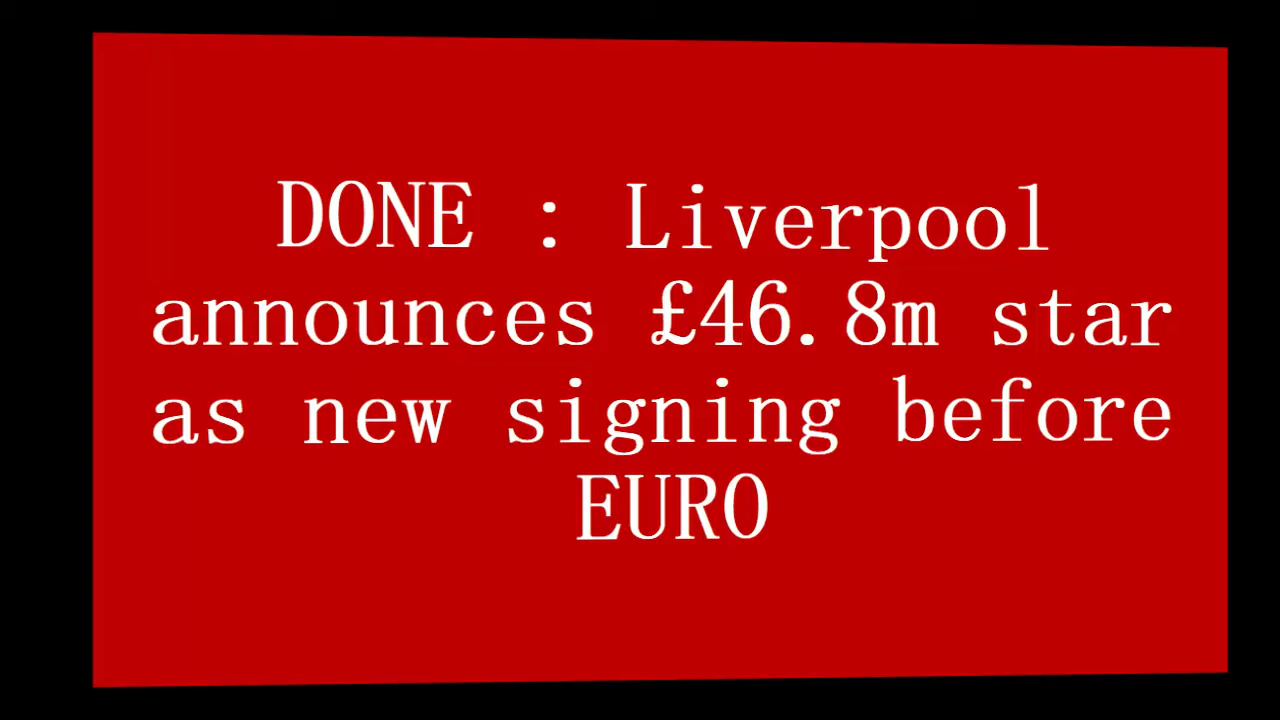 DONE : Liverpool
announces £46.8m star
as new signing before
EURO